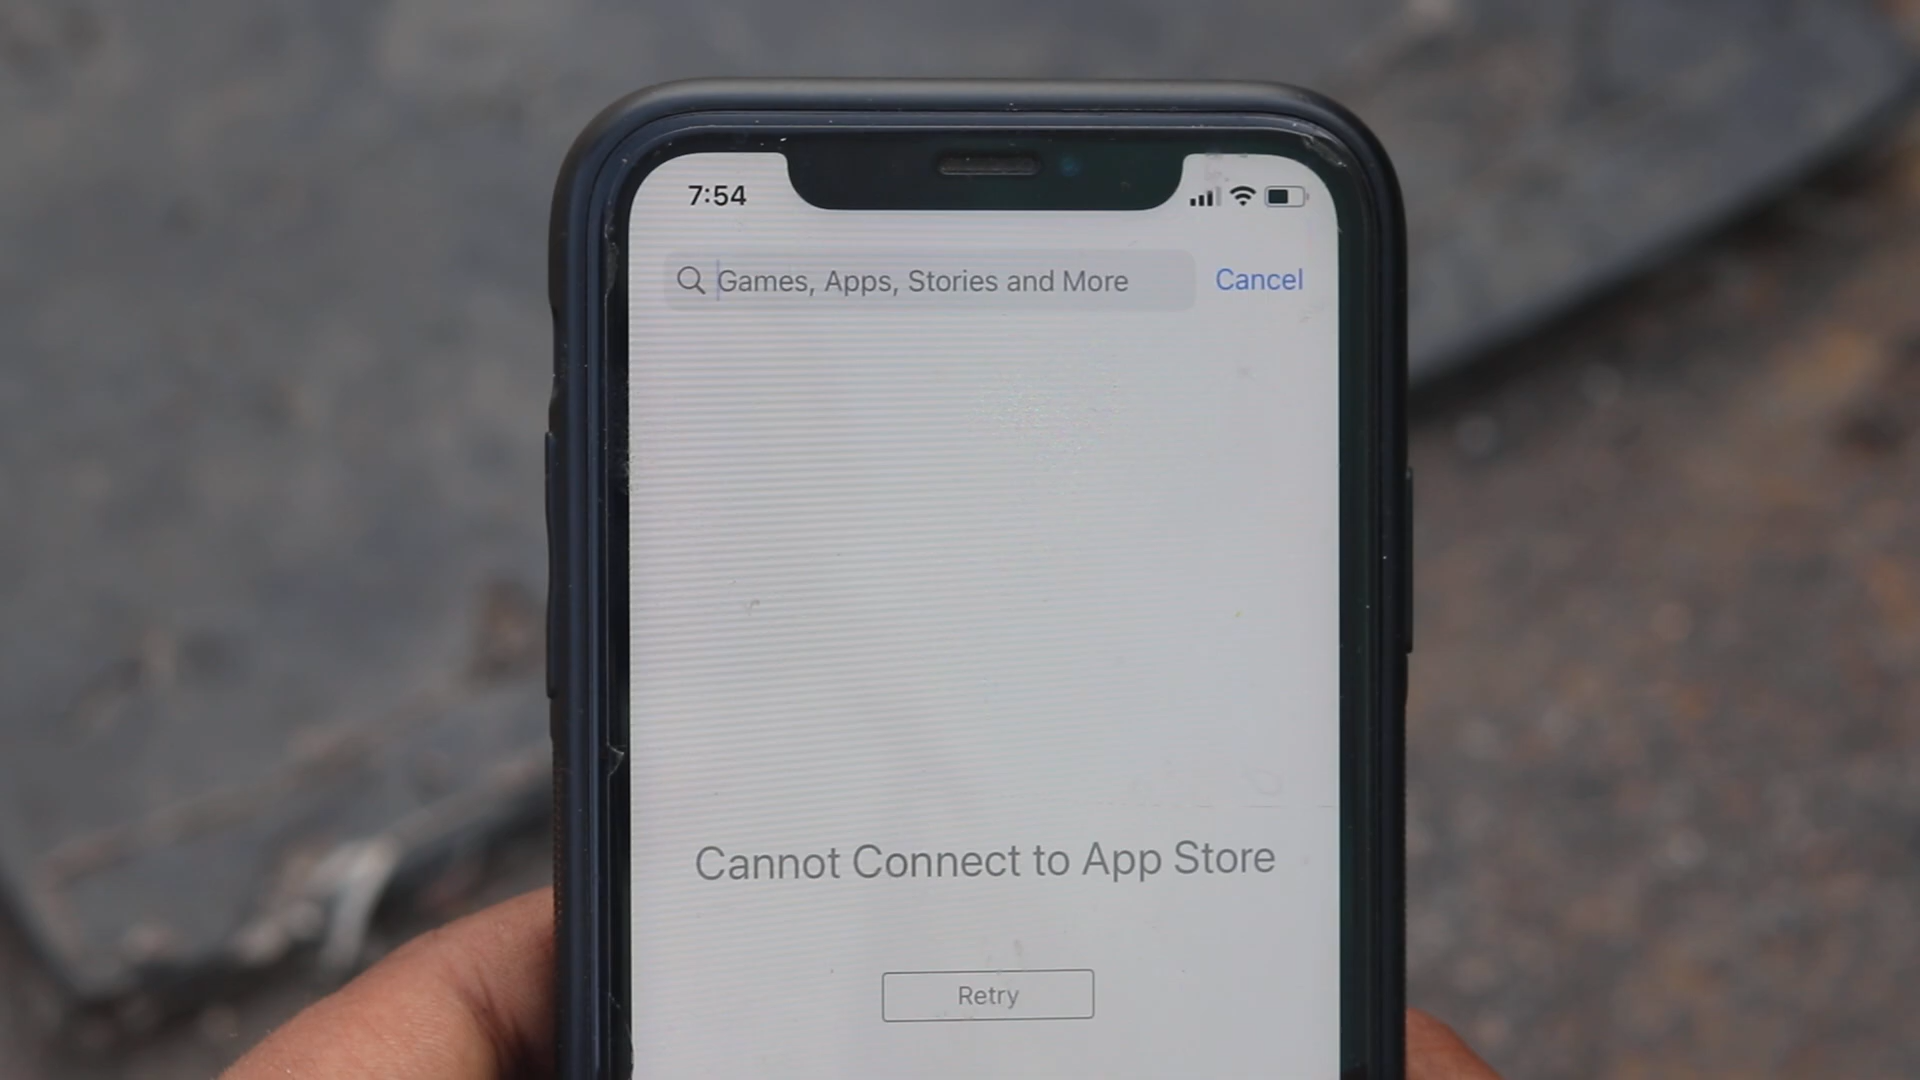 7:54
Games, Apps, Stories and More Cancel
Cannot Connect to App Store
Retry